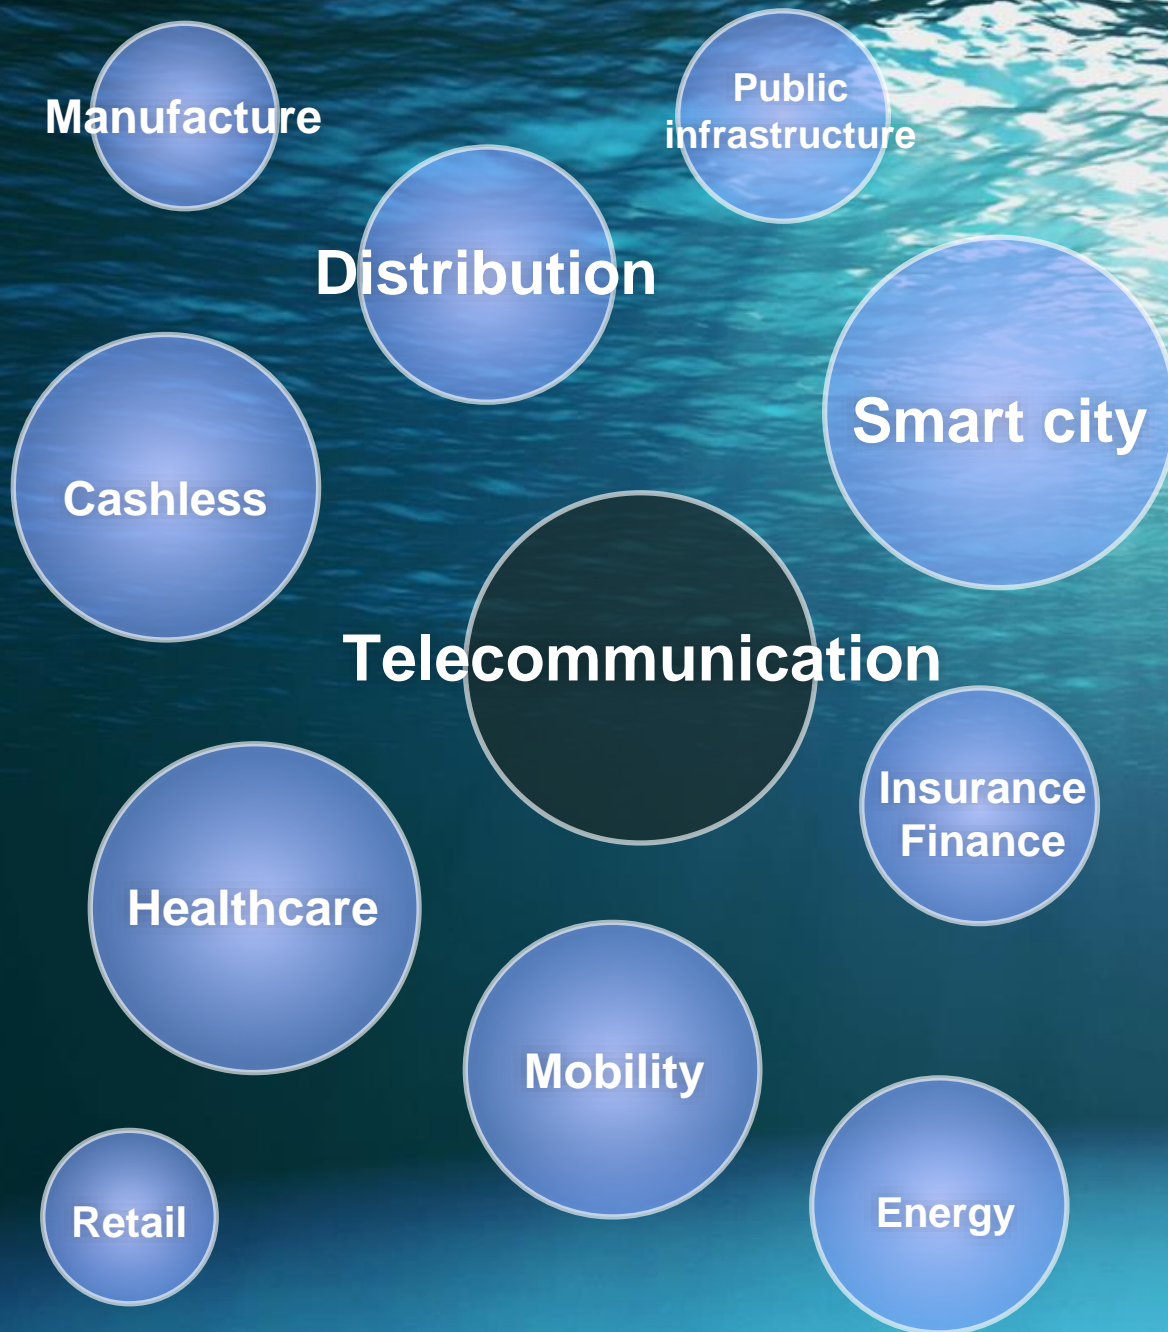 Manufacture
Public
infrastructure
Distribution
Smart city
Cashless
Telecommunication
Insurance
Finance
Healthcare
Mobility
Energy
Retail